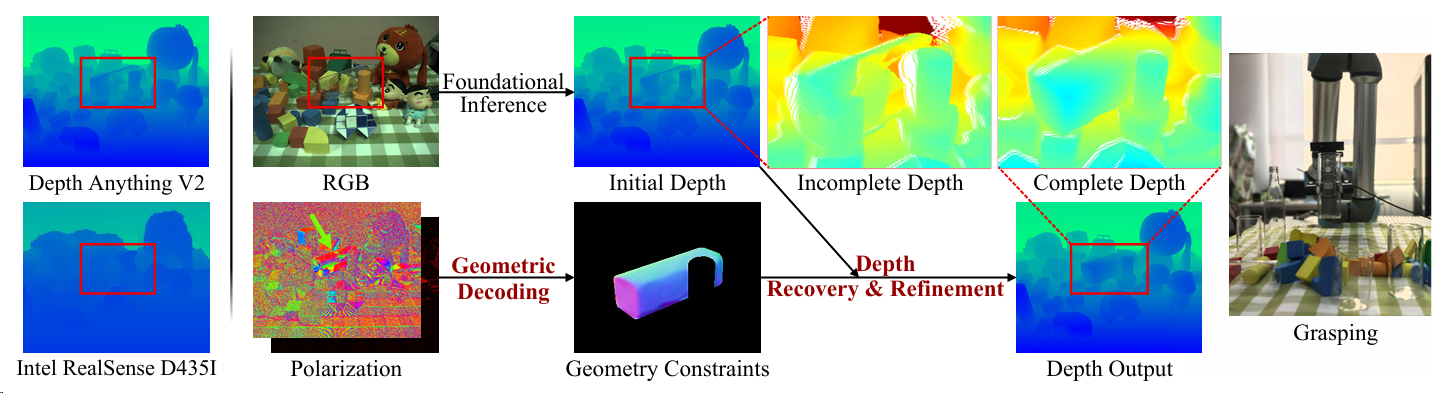 Foundational
Inference
Depth Anything V2
RGB
Initial Depth
Incomplete Depth
Complete Depth
Geometric
Decoding
Depth
Recovery & Refinement
Grasping
Intel RealSense D435I
Polarization
Geometry Constraints
Depth Output